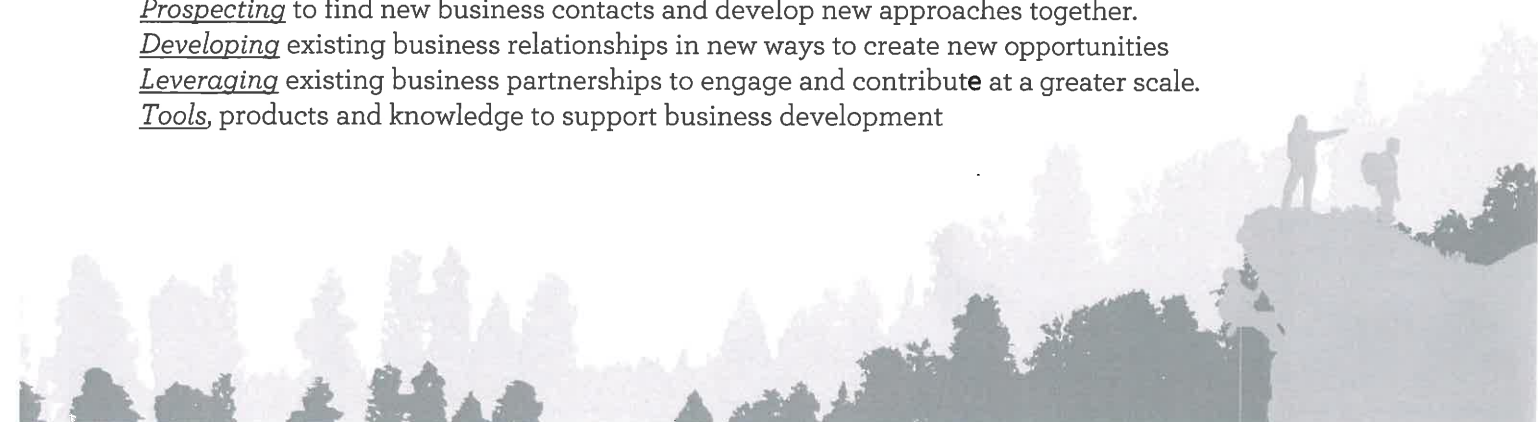 Prospecting to find new business contacts and develop new approaches together.
Developing existing business relationships in new ways to create new opportunities
Leveraging existing business partnerships to engage and contribute at a greater scale.
Tools, products and knowledge to support business development